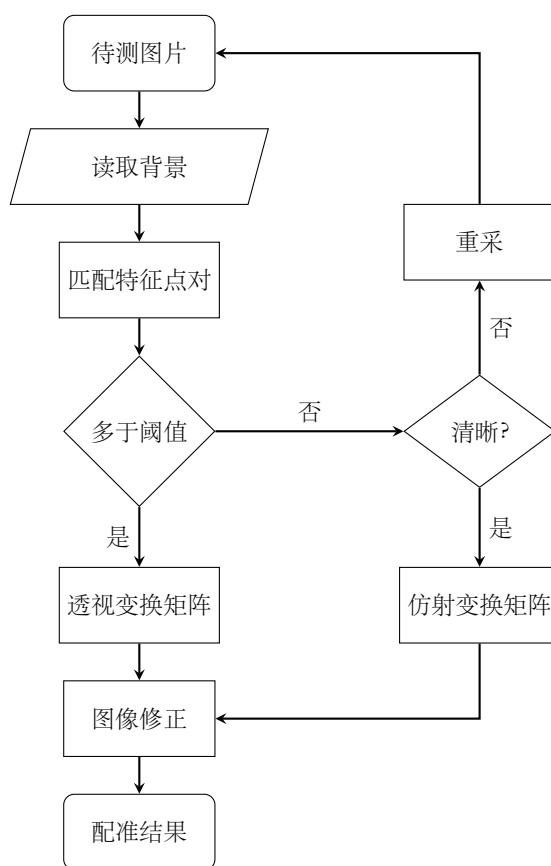 待测图片
读取背景
重采
匹配特征点对
否
否
多于阈值
清晰?
是
是
透视变换矩阵
仿射变换矩阵
图像修正
配准结果